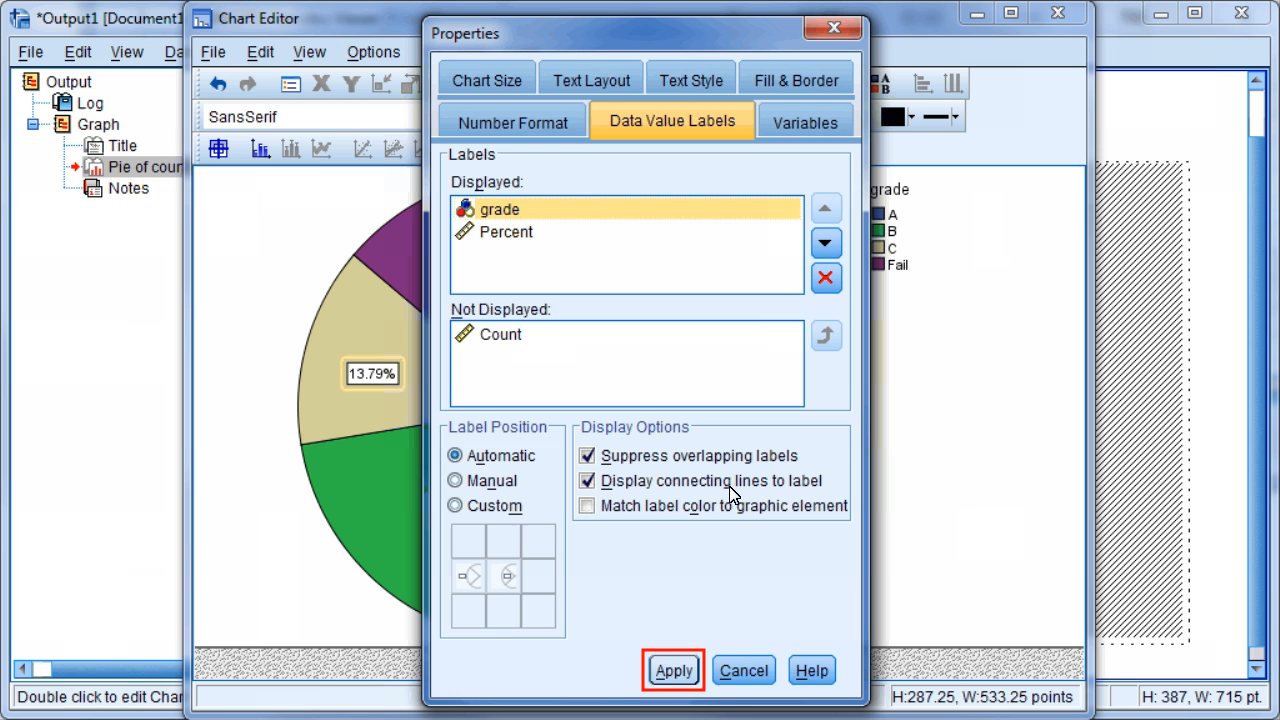 *Output1 [Document1
File Edit View Da
Output
Log
Graph
Title
Pie of coun
Notes
Double click to edit Char
Chart Editor
File Edit View Options
SansSerif
13.79%
grade
A
B
C
Fail
H:287.25, W:533.25 points
H: 387, W: 715 pt.
Properties
Chart Size Text Layout Text Style Fill & Border
Number Format Data Value Labels Variables
Labels
Displayed:
grade
Percent
Not Displayed:
Count
Label Position
Automatic
Manual
Custom
Display Options
Suppress overlapping labels
Display connecting lines to label
Match label color to graphic element
Apply Cancel Help